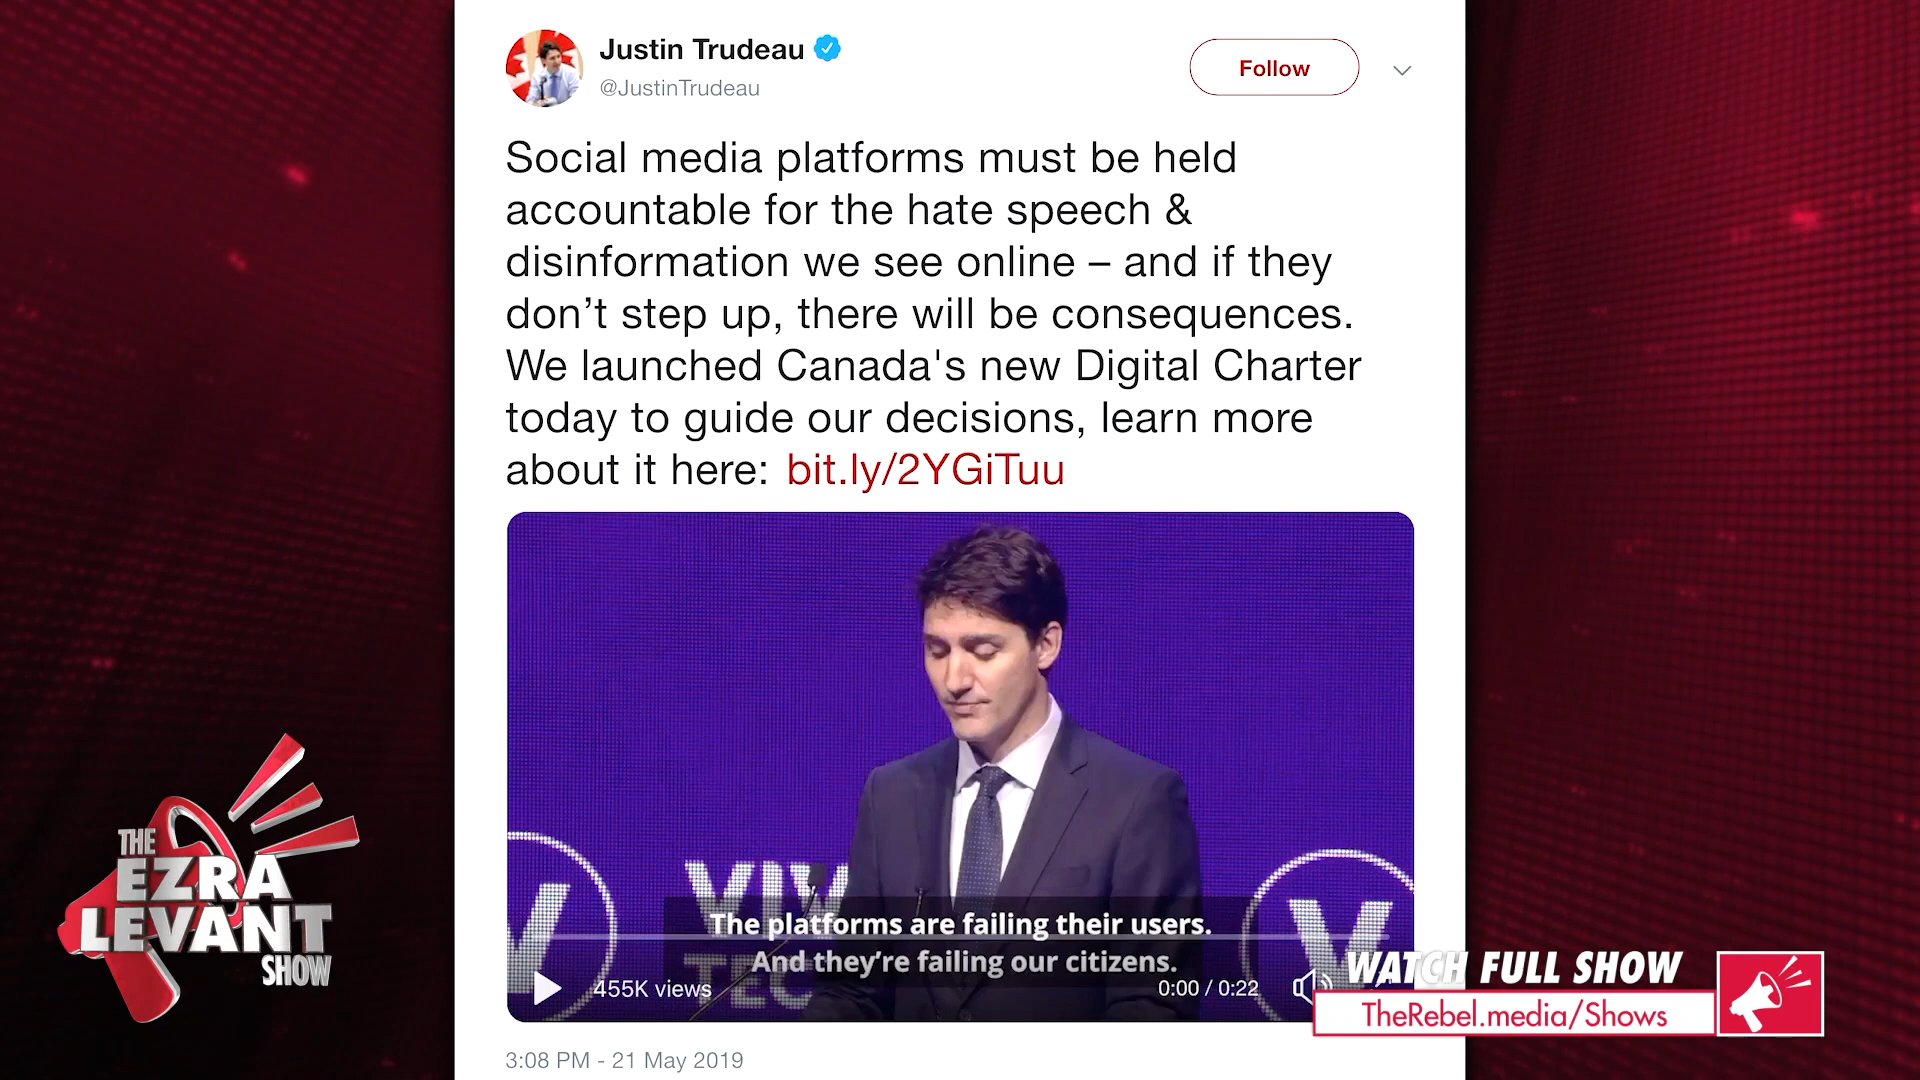 Justin Trudeau
@JustinTrudeau
Follow
Social media platforms must be held
accountable for the hate speech &
disinformation we see online – and if they
don’t step up, there will be consequences.
We launched Canada's new Digital Charter
today to guide our decisions, learn more
about it here: bit.ly/2YGiTuu
VIV
TEC
V
The platforms are failing their users.
And they’re failing our citizens.
455K views
0:00 / 0:22
3:08 PM - 21 May 2019
THE
EZRA
LEVANT
SHOW
WATCH FULL SHOW
TheRebel.media/Shows